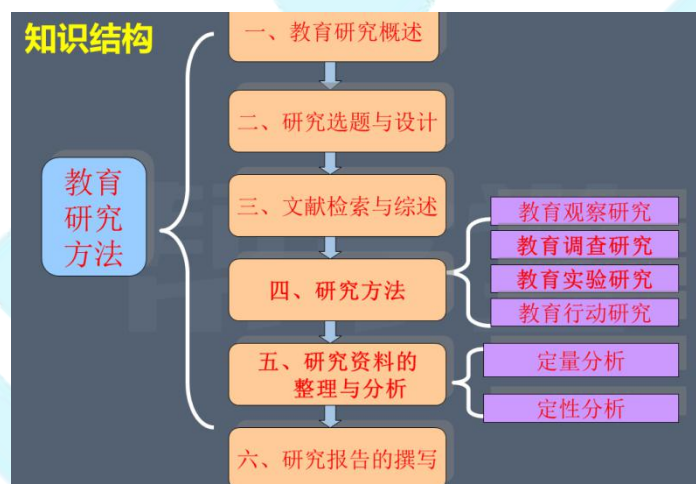 知识结构
一、教育研究概述
二、研究选题与设计
三、文献检索与综述
教育
研究
方法
四、研究方法
教育观察研究
教育调查研究
教育实验研究
教育行动研究
五、研究资料的
整理与分析
定量分析
定性分析
六、研究报告的撰写